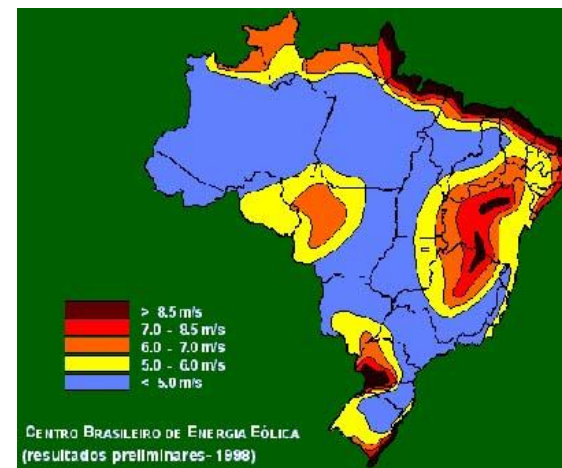 > 8.5 m/s
7.0 - 8.5 m/s
6.0 - 7.0 m/s
5.0 - 6.0 m/s
< 5.0 m/s
CENTRO BRASILEIRO DE ENERGIA EÓLICA
(resultados preliminares- 1998)